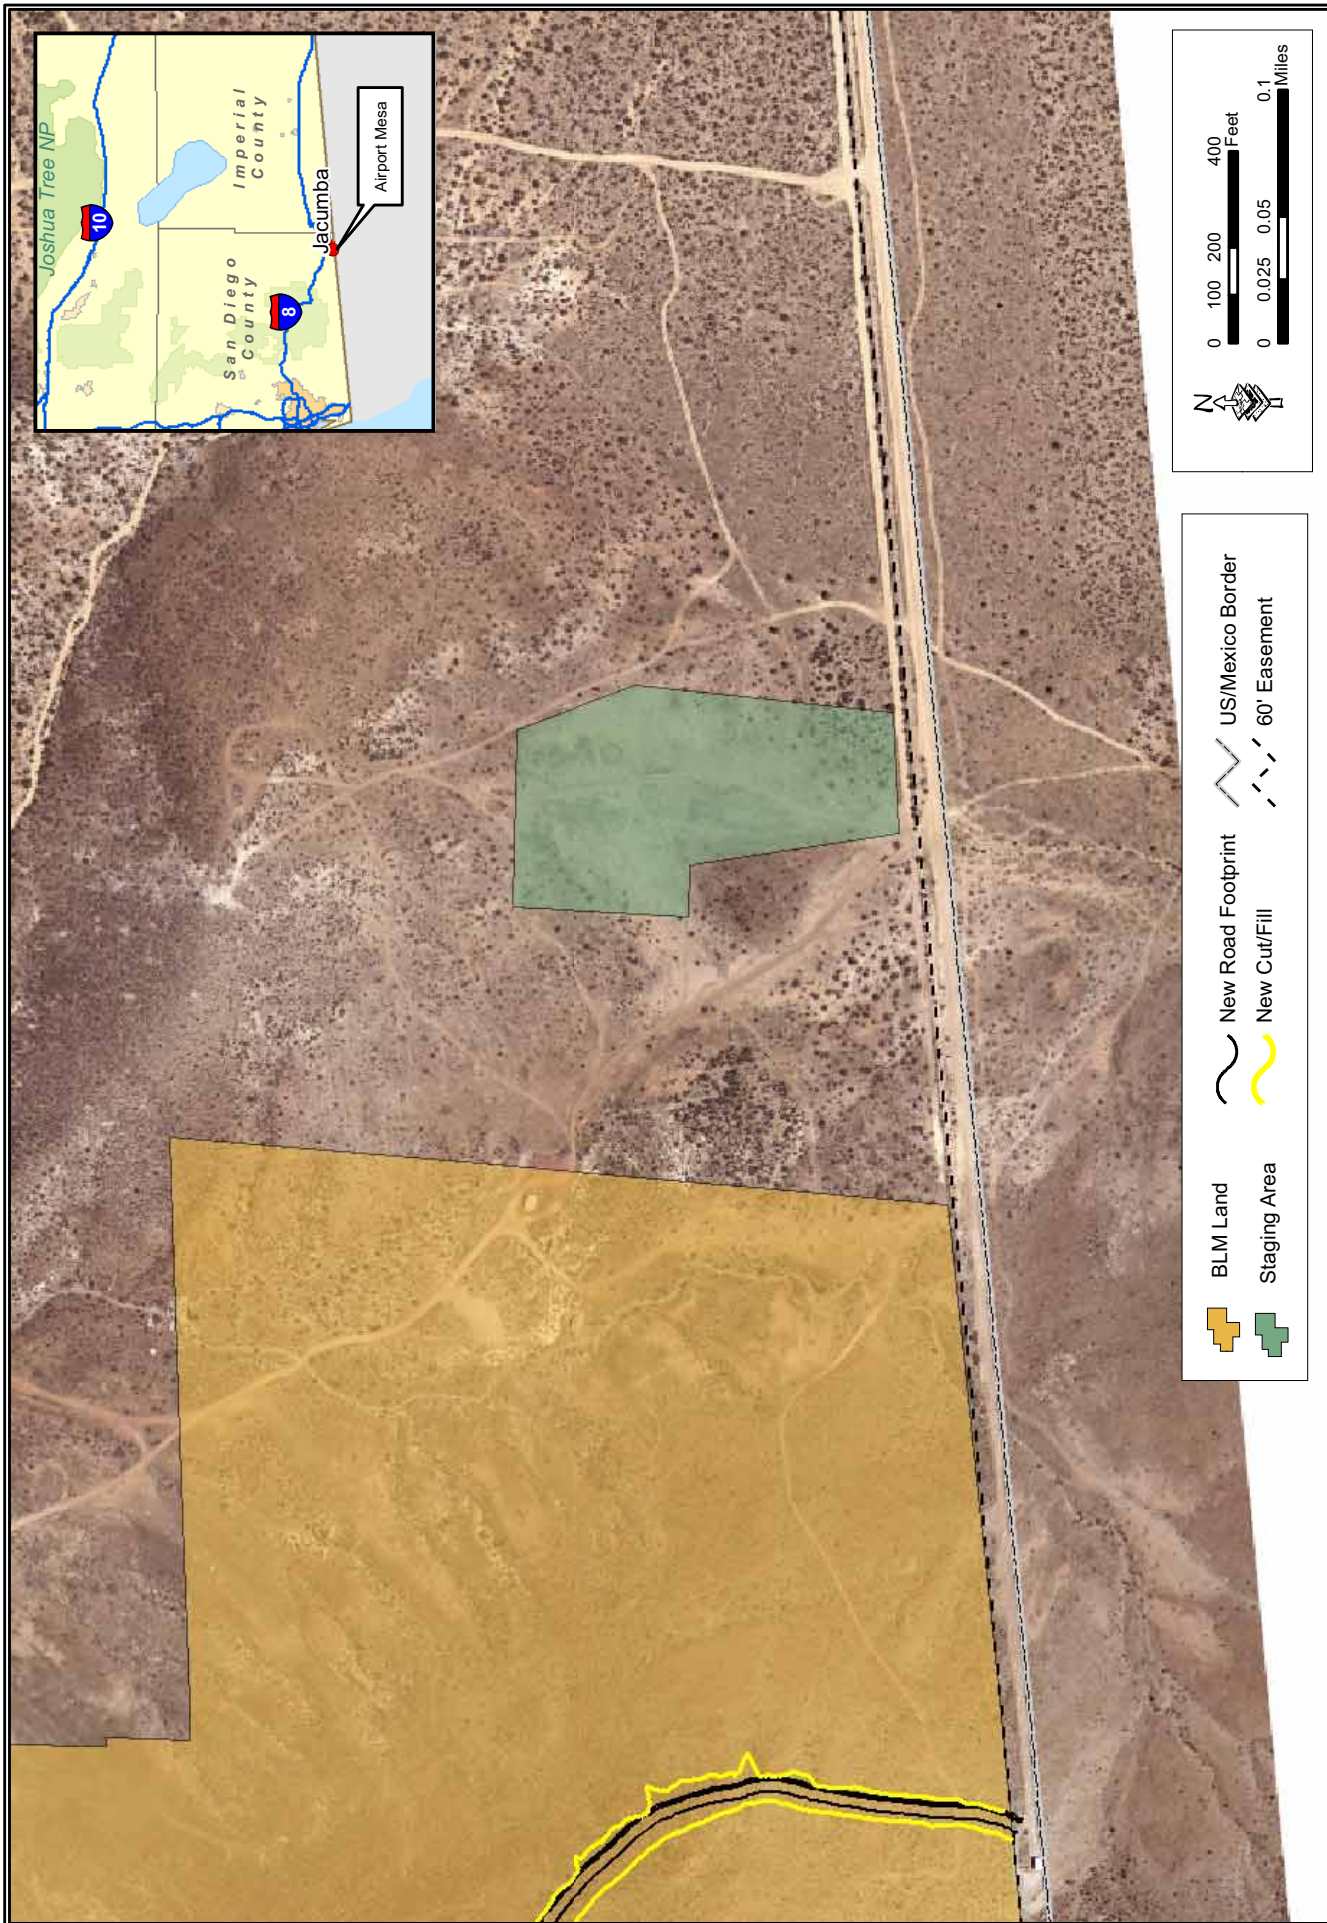 Joshua Tree NP
10
Imperial
County
San Diego
County
8
Jacumba
Airport Mesa
BLM Land
Staging Area
New Road Footprint
New Cut/Fill
US/Mexico Border
60' Easement
N
0 100 200 400
Feet
0 0.025 0.05 0.1
Miles